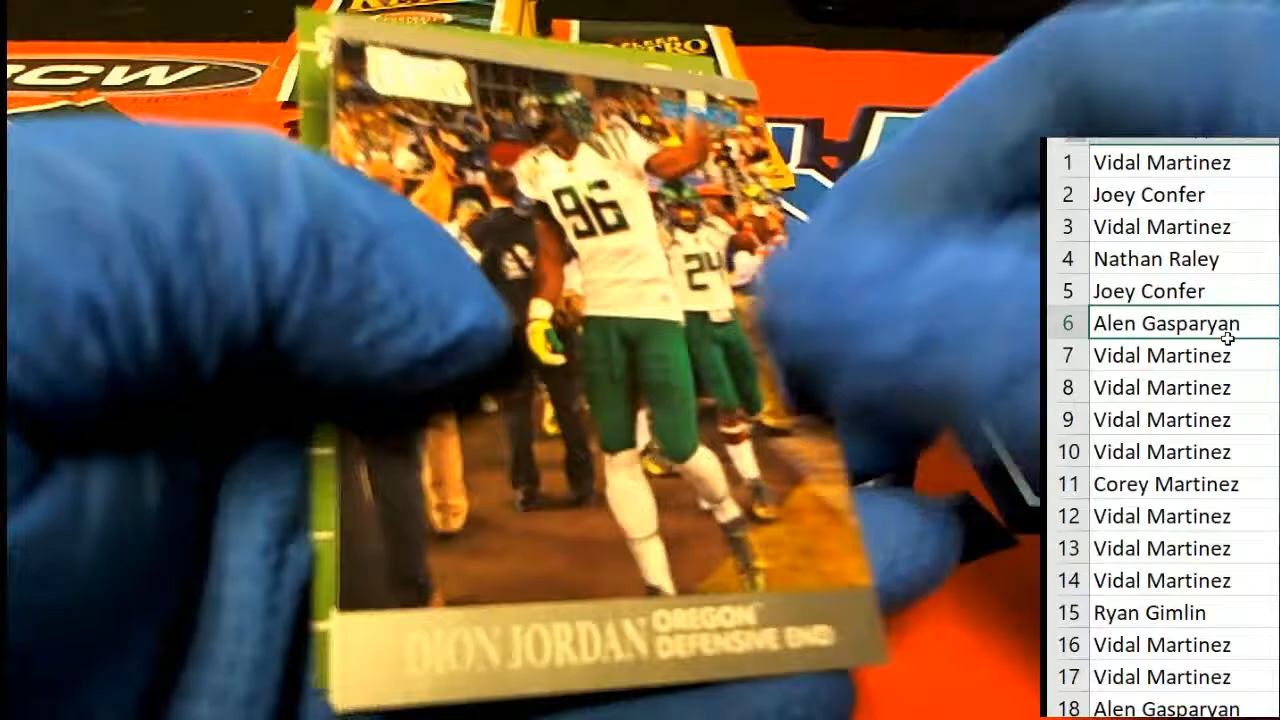 BCW
FLEER
RETRO
96
24
DION JORDAN OREGON
DEFENSIVE END
1 Vidal Martinez
2 Joey Confer
3 Vidal Martinez
4 Nathan Raley
5 Joey Confer
6 Alen Gasparyan
7 Vidal Martinez
8 Vidal Martinez
9 Vidal Martinez
10 Vidal Martinez
11 Corey Martinez
12 Vidal Martinez
13 Vidal Martinez
14 Vidal Martinez
15 Ryan Gimlin
16 Vidal Martinez
17 Vidal Martinez
18 Alen Gasparyan